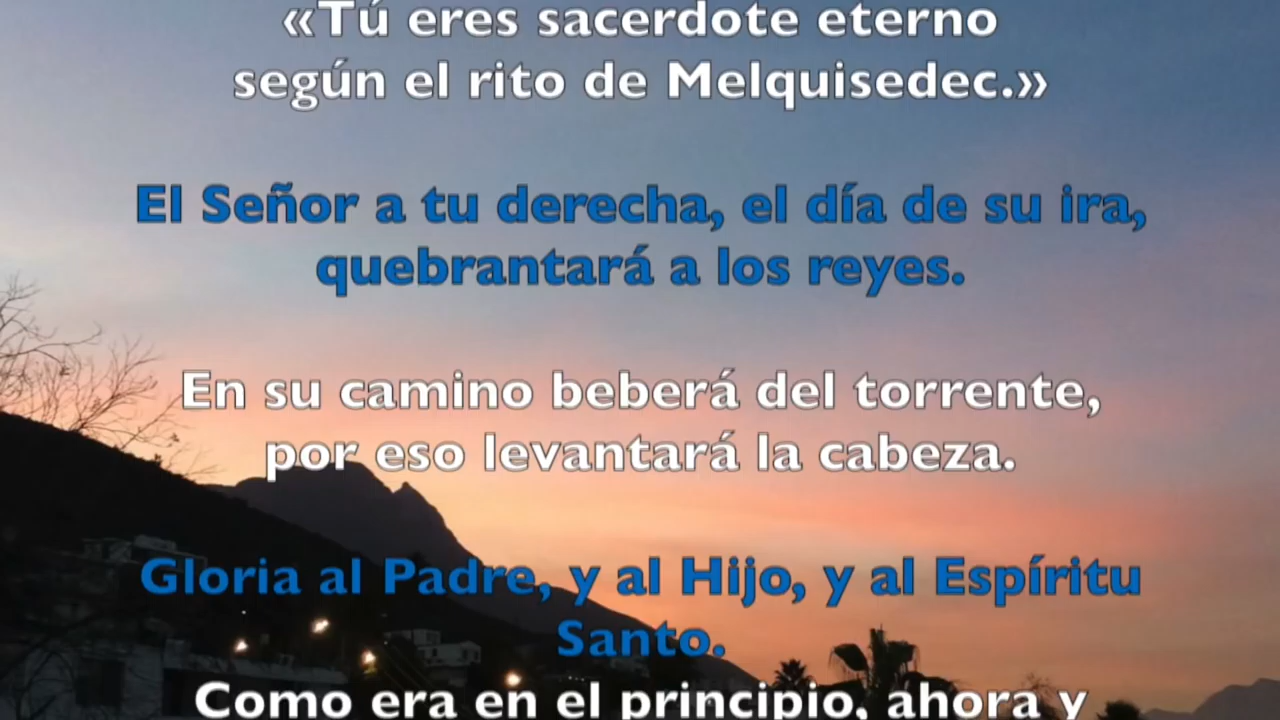 «Tú eres sacerdote eterno
según el rito de Melquisedec.»
El Señor a tu derecha, el día de su ira,
quebrantará a los reyes.
En su camino beberá del torrente,
por eso levantará la cabeza.
Gloria al Padre, y al Hijo, y al Espíritu
Santo.
Como era en el principio, ahora y